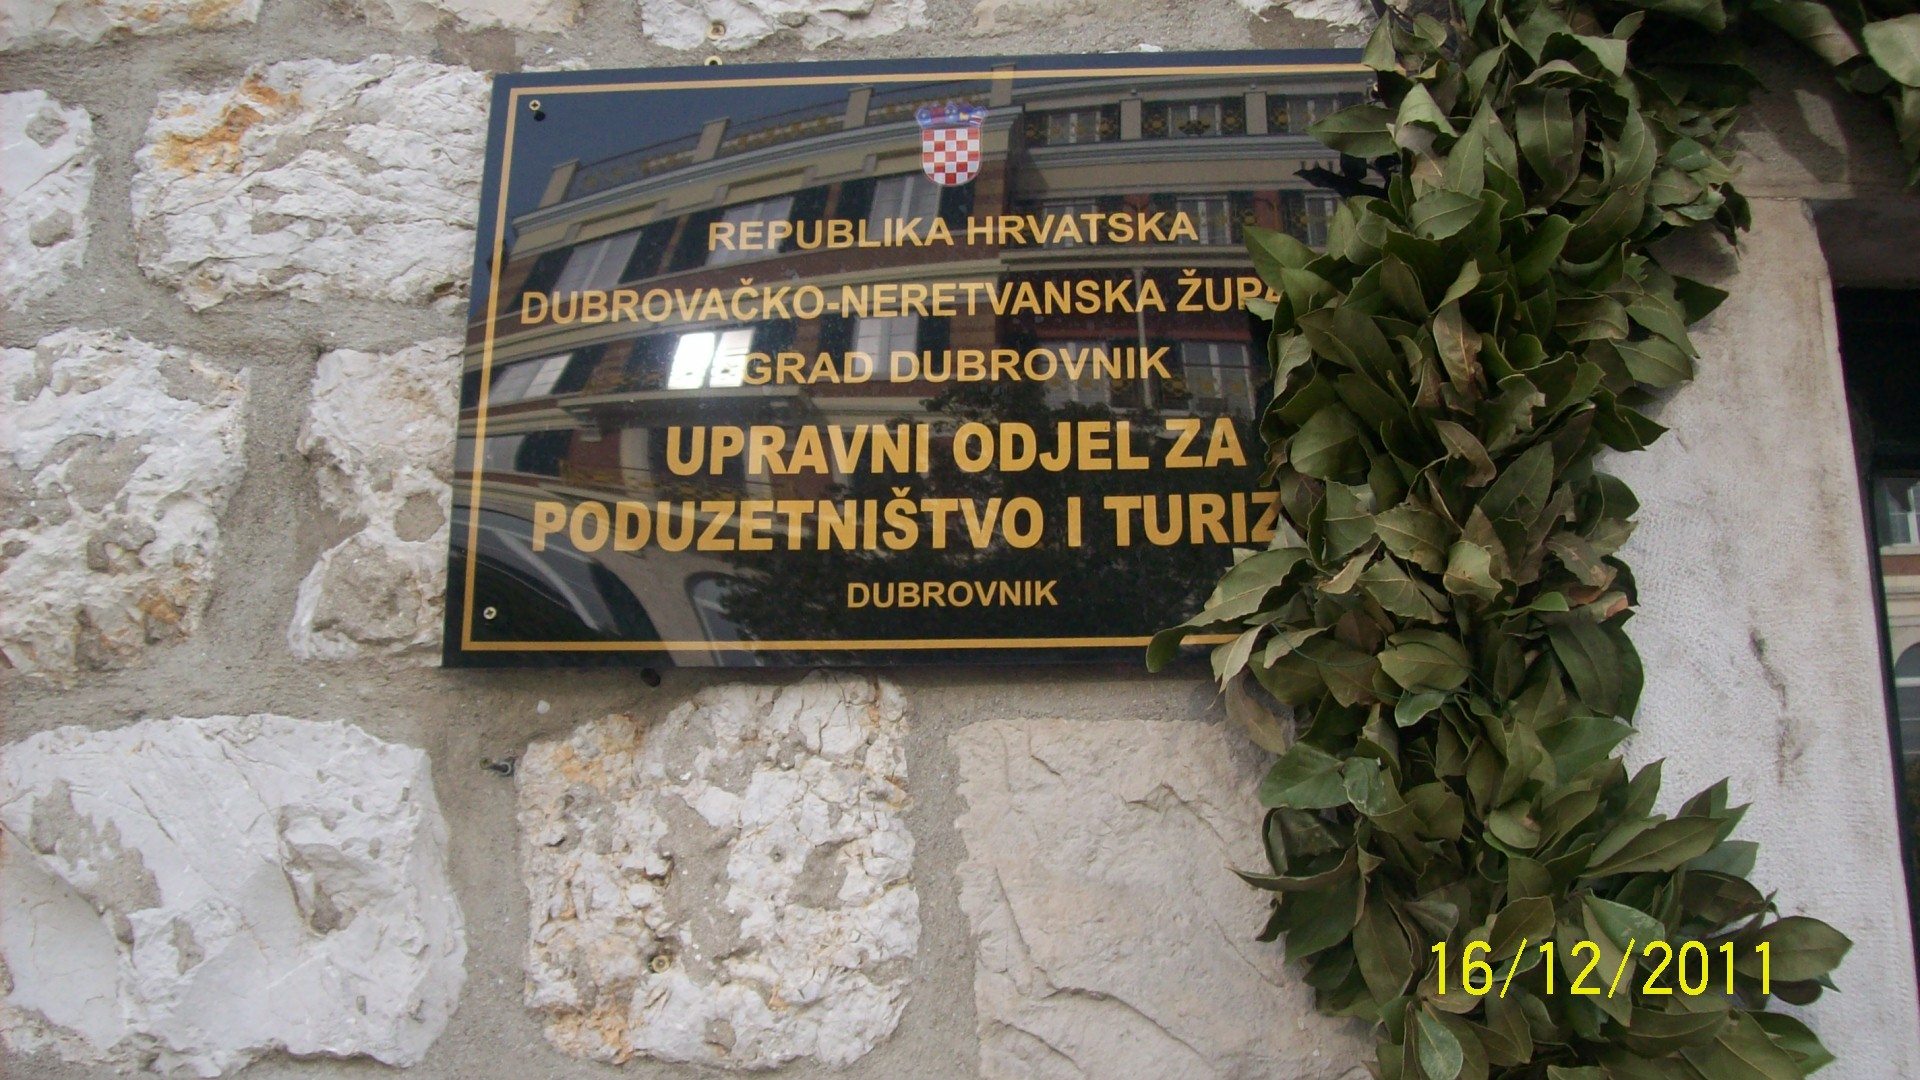 REPUBLIKA HRVATSKA
DUBROVAČKO-NERETVANSKA ŽUPA
GRAD DUBROVNIK
UPRAVNI ODJEL ZA
PODUZETNIŠTVO I TURIZ
DUBROVNIK
16/12/2011